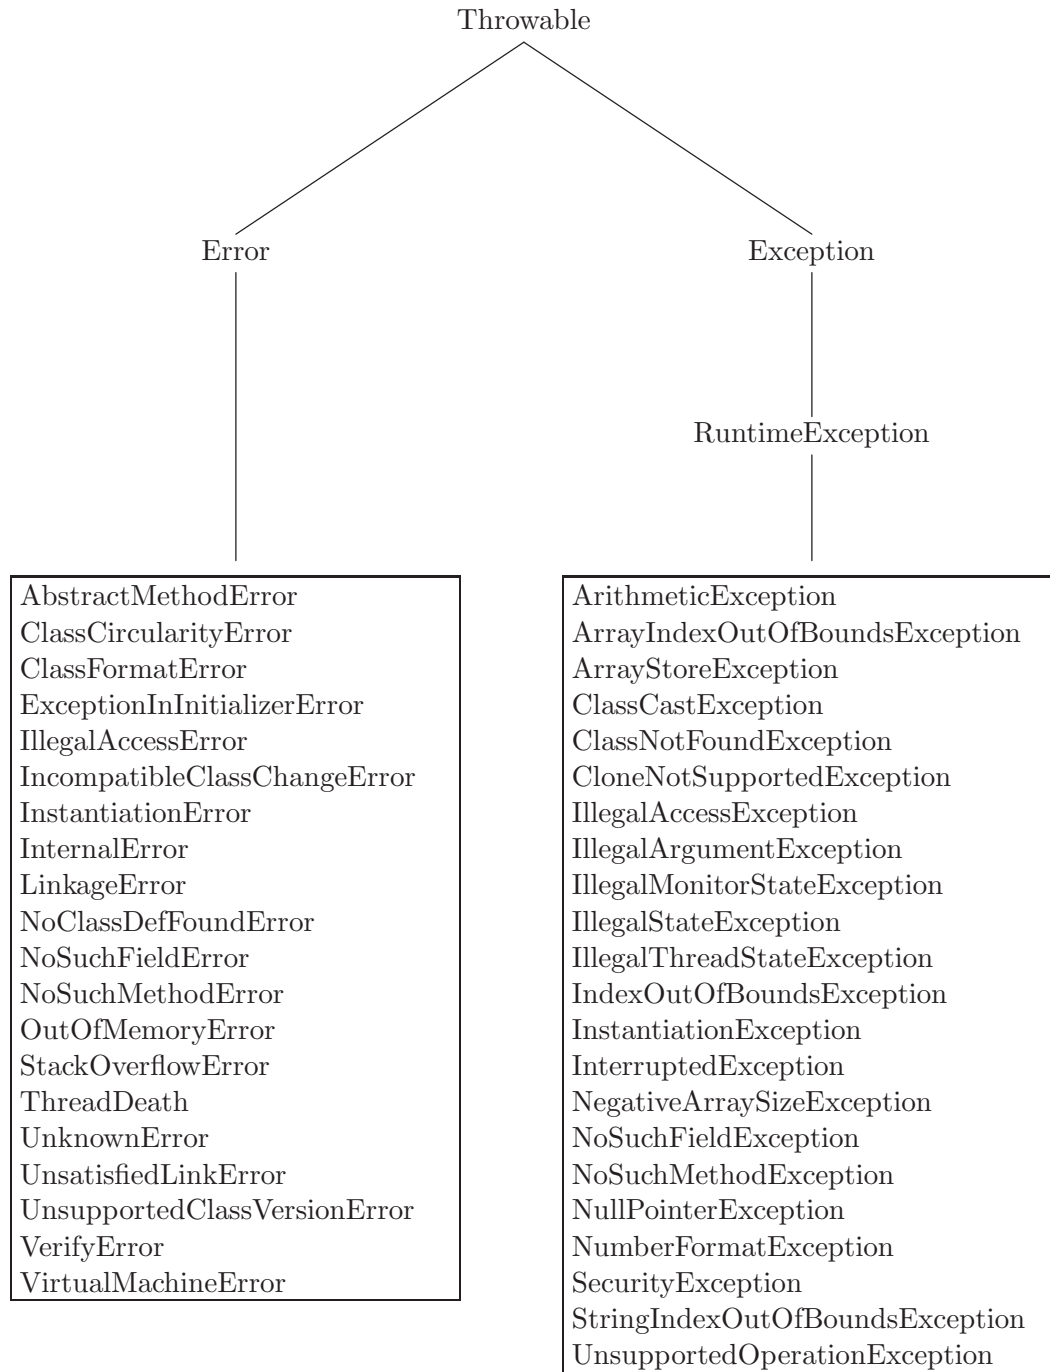 Throwable
Error
Exception
RuntimeException
AbstractMethodError
ClassCircularityError
ClassFormatError
ExceptionInInitializerError
IllegalAccessError
IncompatibleClassChangeError
InstantiationError
InternalError
LinkageError
NoClassDefFoundError
NoSuchFieldError
NoSuchMethodError
OutOfMemoryError
StackOverflowError
ThreadDeath
UnknownError
UnsatisfiedLinkError
UnsupportedClassVersionError
VerifyError
VirtualMachineError
ArithmeticException
ArrayIndexOutOfBoundsException
ArrayStoreException
ClassCastException
ClassNotFoundException
CloneNotSupportedException
IllegalAccessException
IllegalArgumentException
IllegalMonitorStateException
IllegalStateException
IllegalThreadStateException
IndexOutOfBoundsException
InstantiationException
InterruptedException
NegativeArraySizeException
NoSuchFieldException
NoSuchMethodException
NullPointerException
NumberFormatException
SecurityException
StringIndexOutOfBoundsException
UnsupportedOperationException